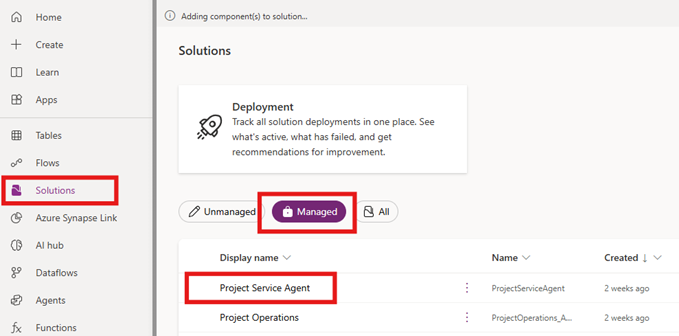 Home
Create
Learn
Apps
Tables
Flows
Solutions
Azure Synapse Link
AI hub
Dataflows
Agents
Functions
Adding component(s) to solution...
Solutions
Deployment
Track all solution deployments in one place. See
what's active, what has failed, and get
recommendations for improvement.
Unmanaged Managed All
Display name Name Created
Project Service Agent ProjectServiceAgent 2 weeks ago
Project Operations ProjectOperations_A... 2 weeks ago